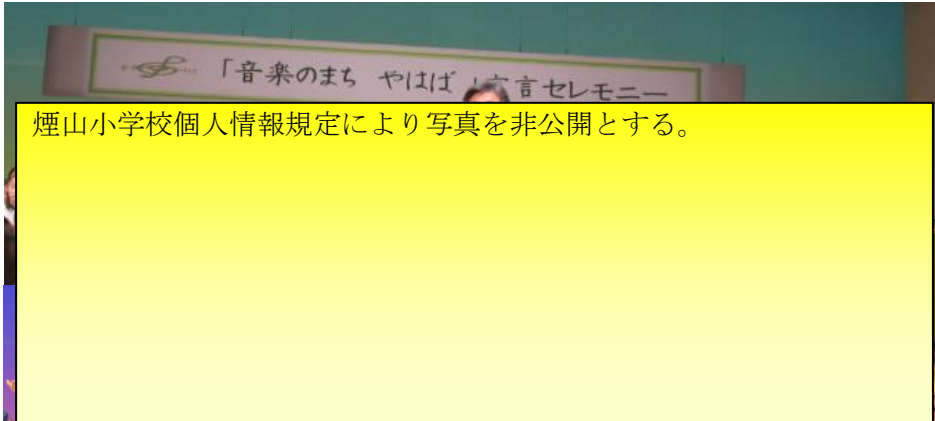 「音楽のまち やはば」宣言セレモニー
煙山小学校個人情報規定により写真を非公開とする。